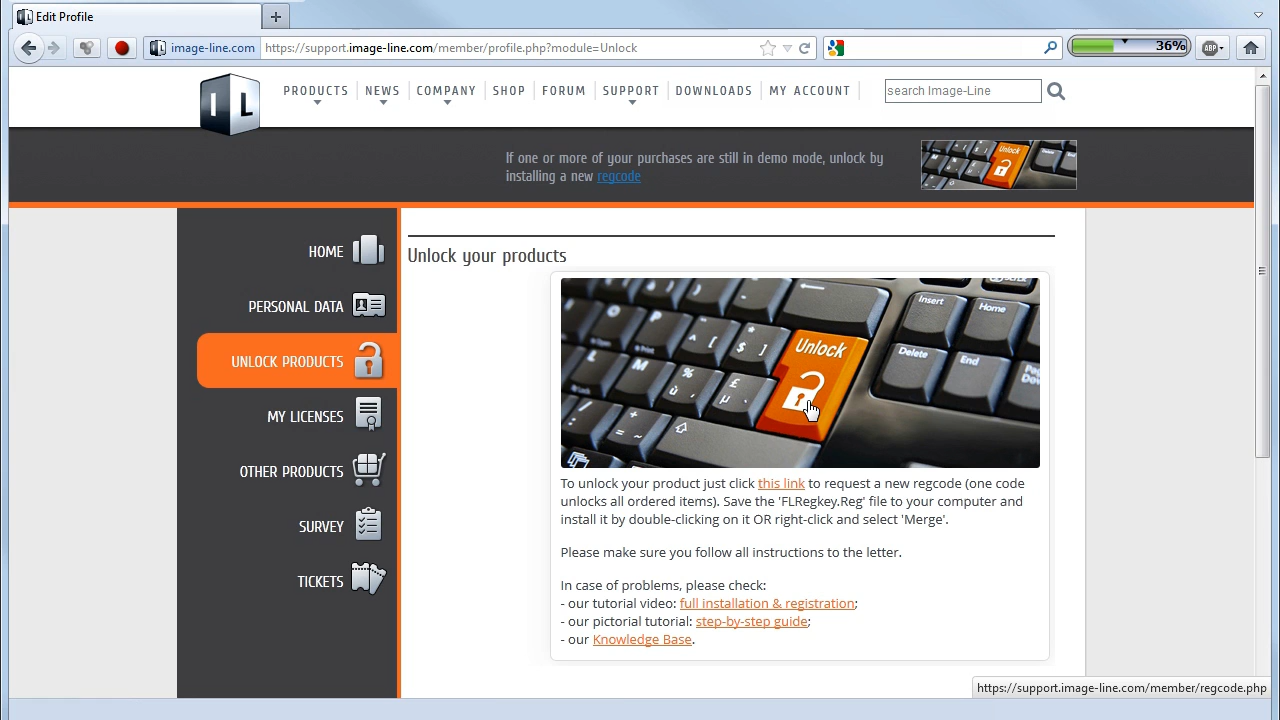 Edit Profile
image-line.com
https://support.image-line.com/member/profile.php?module=Unlock
36%
ABP
I L
PRODUCTS
NEWS
COMPANY
SHOP
FORUM
SUPPORT
DOWNLOADS
MY ACCOUNT
search Image-Line
If one or more of your purchases are still in demo mode, unlock by
installing a new regcode
Unlock
HOME
PERSONAL DATA
UNLOCK PRODUCTS
MY LICENSES
OTHER PRODUCTS
SURVEY
TICKETS
Unlock your products
Insert
Home
Unlock
Delete
End
To unlock your product just click this link to request a new regcode (one code
unlocks all ordered items). Save the 'FLRegkey.Reg' file to your computer and
install it by double-clicking on it OR right-click and select 'Merge'.
Please make sure you follow all instructions to the letter.
In case of problems, please check:
- our tutorial video: full installation & registration;
- our pictorial tutorial: step-by-step guide;
- our Knowledge Base.
https://support.image-line.com/member/regcode.php